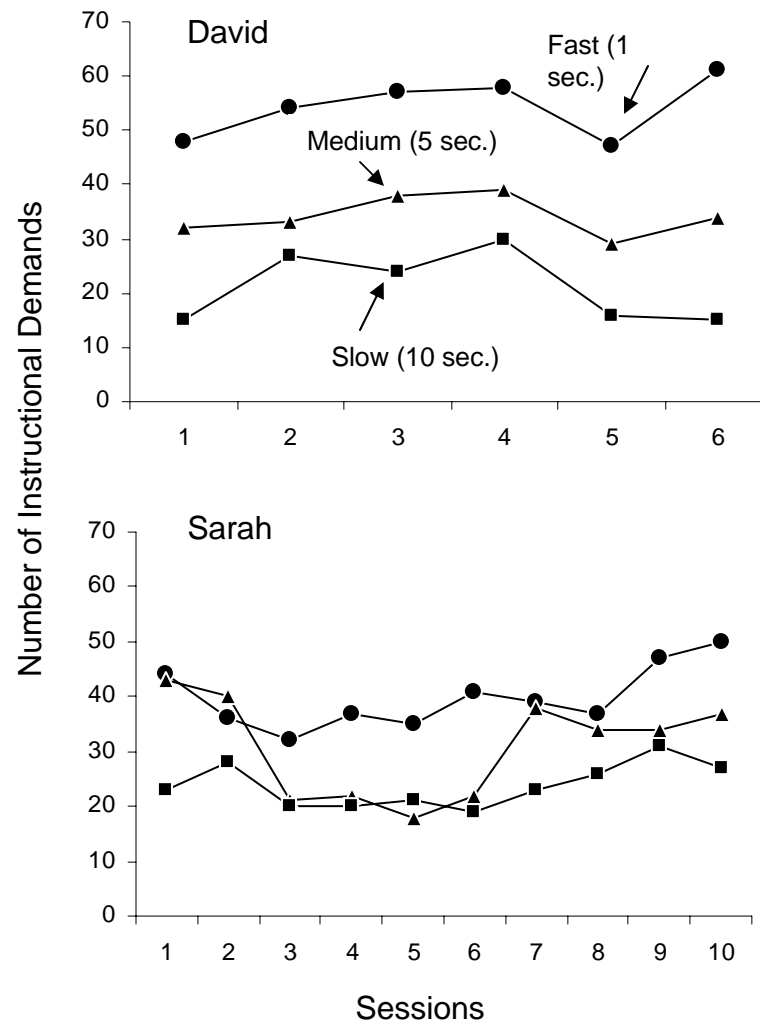 Number of Instructional Demands
David
70
60
50
40
30
20
10
0
Fast (1
sec.)
Medium (5 sec.)
Slow (10 sec.)
1 2 3 4 5 6
Sarah
70
60
50
40
30
20
10
0
1 2 3 4 5 6 7 8 9 10
Sessions